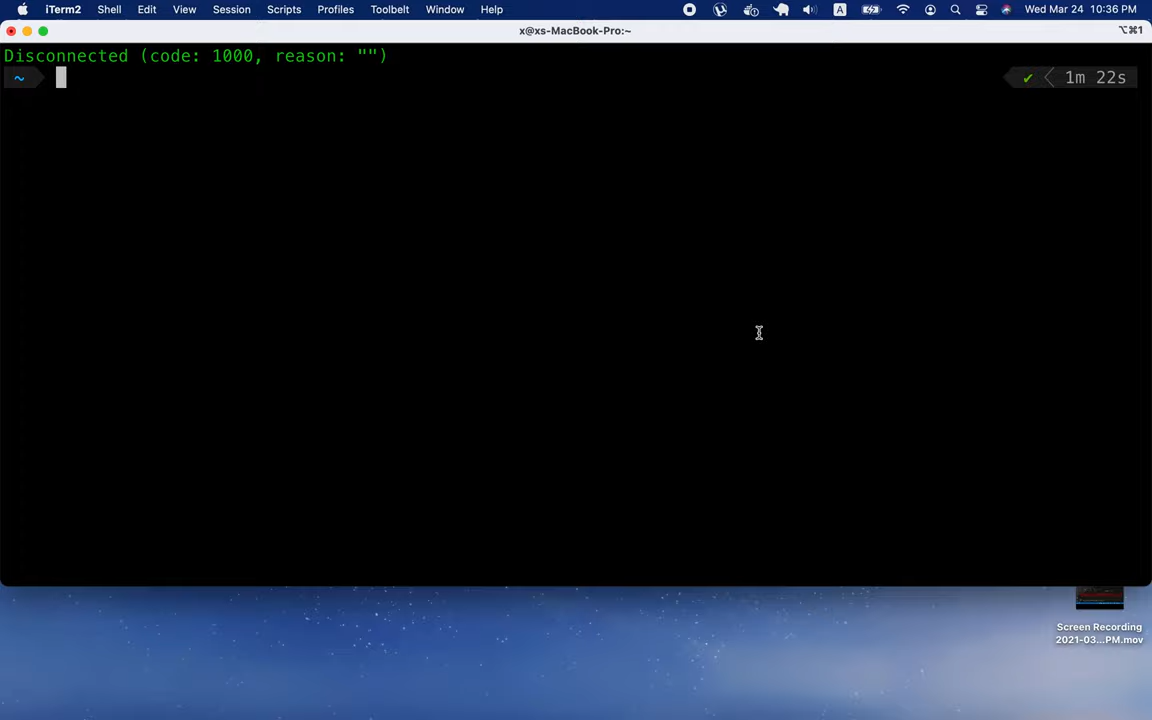 iTerm2 Shell Edit View Session Scripts Profiles Toolbelt Window Help A Wed Mar 24 10:36 PM
x@xs-MacBook-Pro:~ ⌥⌘1
Disconnected (code: 1000, reason: "")
~ ✔ 1m 22s
Screen Recording
2021-03...PM.mov